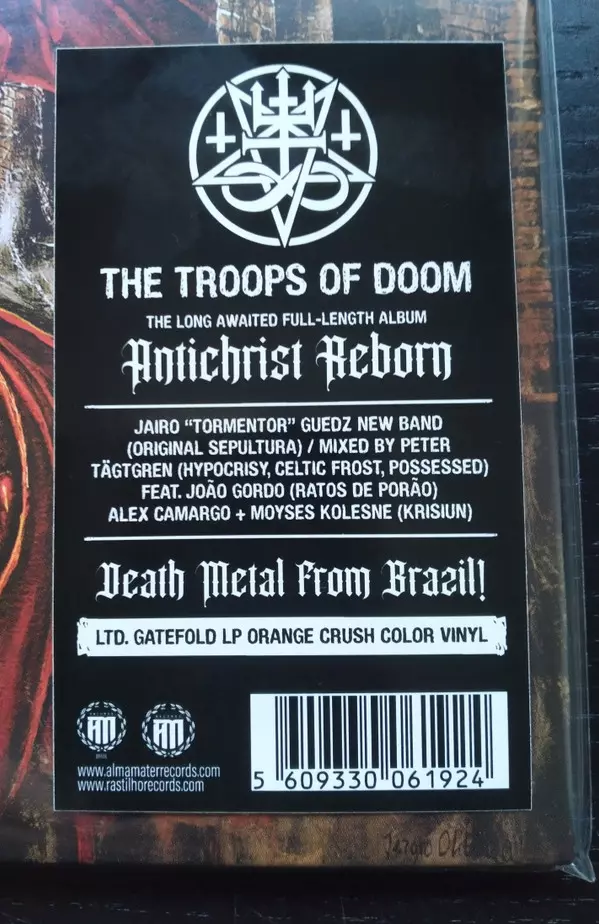 THE TROOPS OF DOOM
THE LONG AWAITED FULL-LENGTH ALBUM
Antichrist Reborn
JAIRO “TORMENTOR” GUEDZ NEW BAND
(ORIGINAL SEPULTURA) / MIXED BY PETER
TÄGTGREN (HYPOCRISY, CELTIC FROST, POSSESSED)
FEAT. JOÃO GORDO (RATOS DE PORÃO)
ALEX CAMARGO + MOYSES KOLESNE (KRISIUN)
Death Metal From Brazil!
LTD. GATEFOLD LP ORANGE CRUSH COLOR VINYL
www.almamaterrecords.com
www.rastilhorecords.com
5 609330 061924